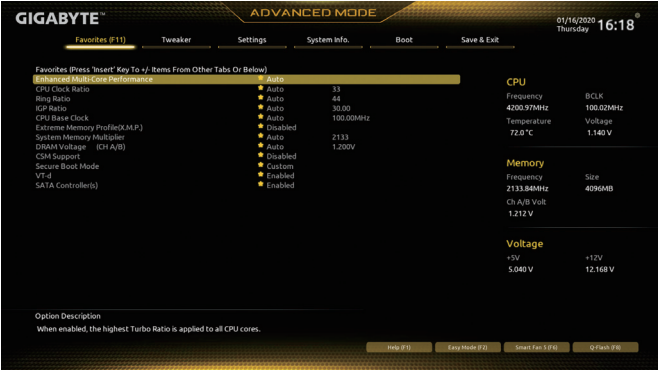 GIGABYTE™
ADVANCED MODE
01/16/2020 Thursday 16:18
Favorites (F11) Tweaker Settings System Info. Boot Save & Exit
Favorites (Press 'Insert' Key To +/- Items From Other Tabs Or Below)
Enhanced Multi-Core Performance Auto
CPU Clock Ratio Auto 33
Ring Ratio Auto 44
IGP Ratio Auto 30.00
CPU Base Clock Auto 100.00MHz
Extreme Memory Profile(X.M.P.) Disabled
System Memory Multiplier Auto 2133
DRAM Voltage (CH A/B) Auto 1.200V
CSM Support Disabled
Secure Boot Mode Custom
VT-d Enabled
SATA Controller(s) Enabled
CPU
Frequency BCLK
4200.97MHz 100.02MHz
Temperature Voltage
72.0 °C 1.140 V
Memory
Frequency Size
2133.84MHz 4096MB
Ch A/B Volt
1.212 V
Voltage
+5V +12V
5.040 V 12.168 V
Option Description
When enabled, the highest Turbo Ratio is applied to all CPU cores.
Help (F1) Easy Mode (F2) Smart Fan 5 (F6) Q-Flash (F8)